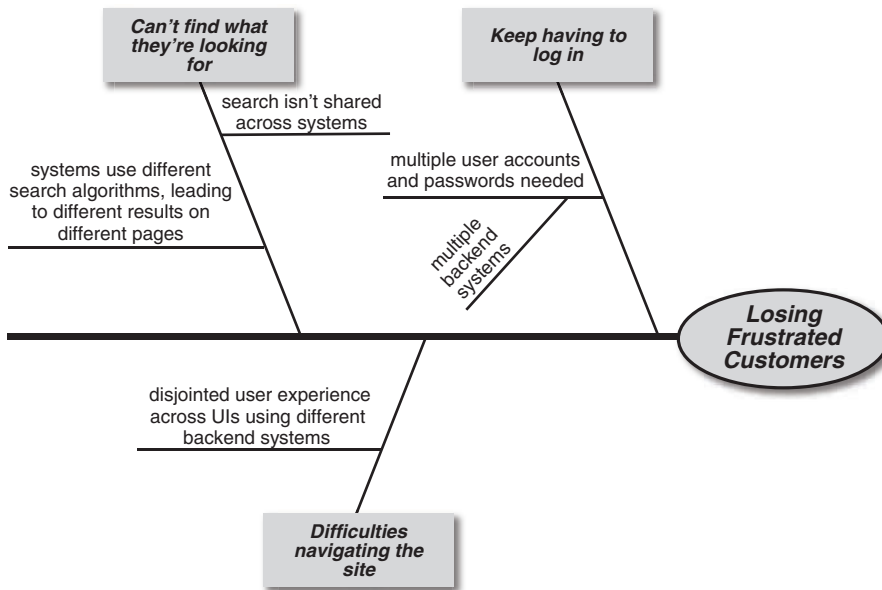 Can't find what
they're looking
for
Keep having to
log in
search isn't shared
across systems
multiple user accounts
and passwords needed
systems use different
search algorithms, leading
to different results on
different pages
multiple
backend
systems
Losing
Frustrated
Customers
disjointed user experience
across UIs using different
backend systems
Difficulties
navigating the
site